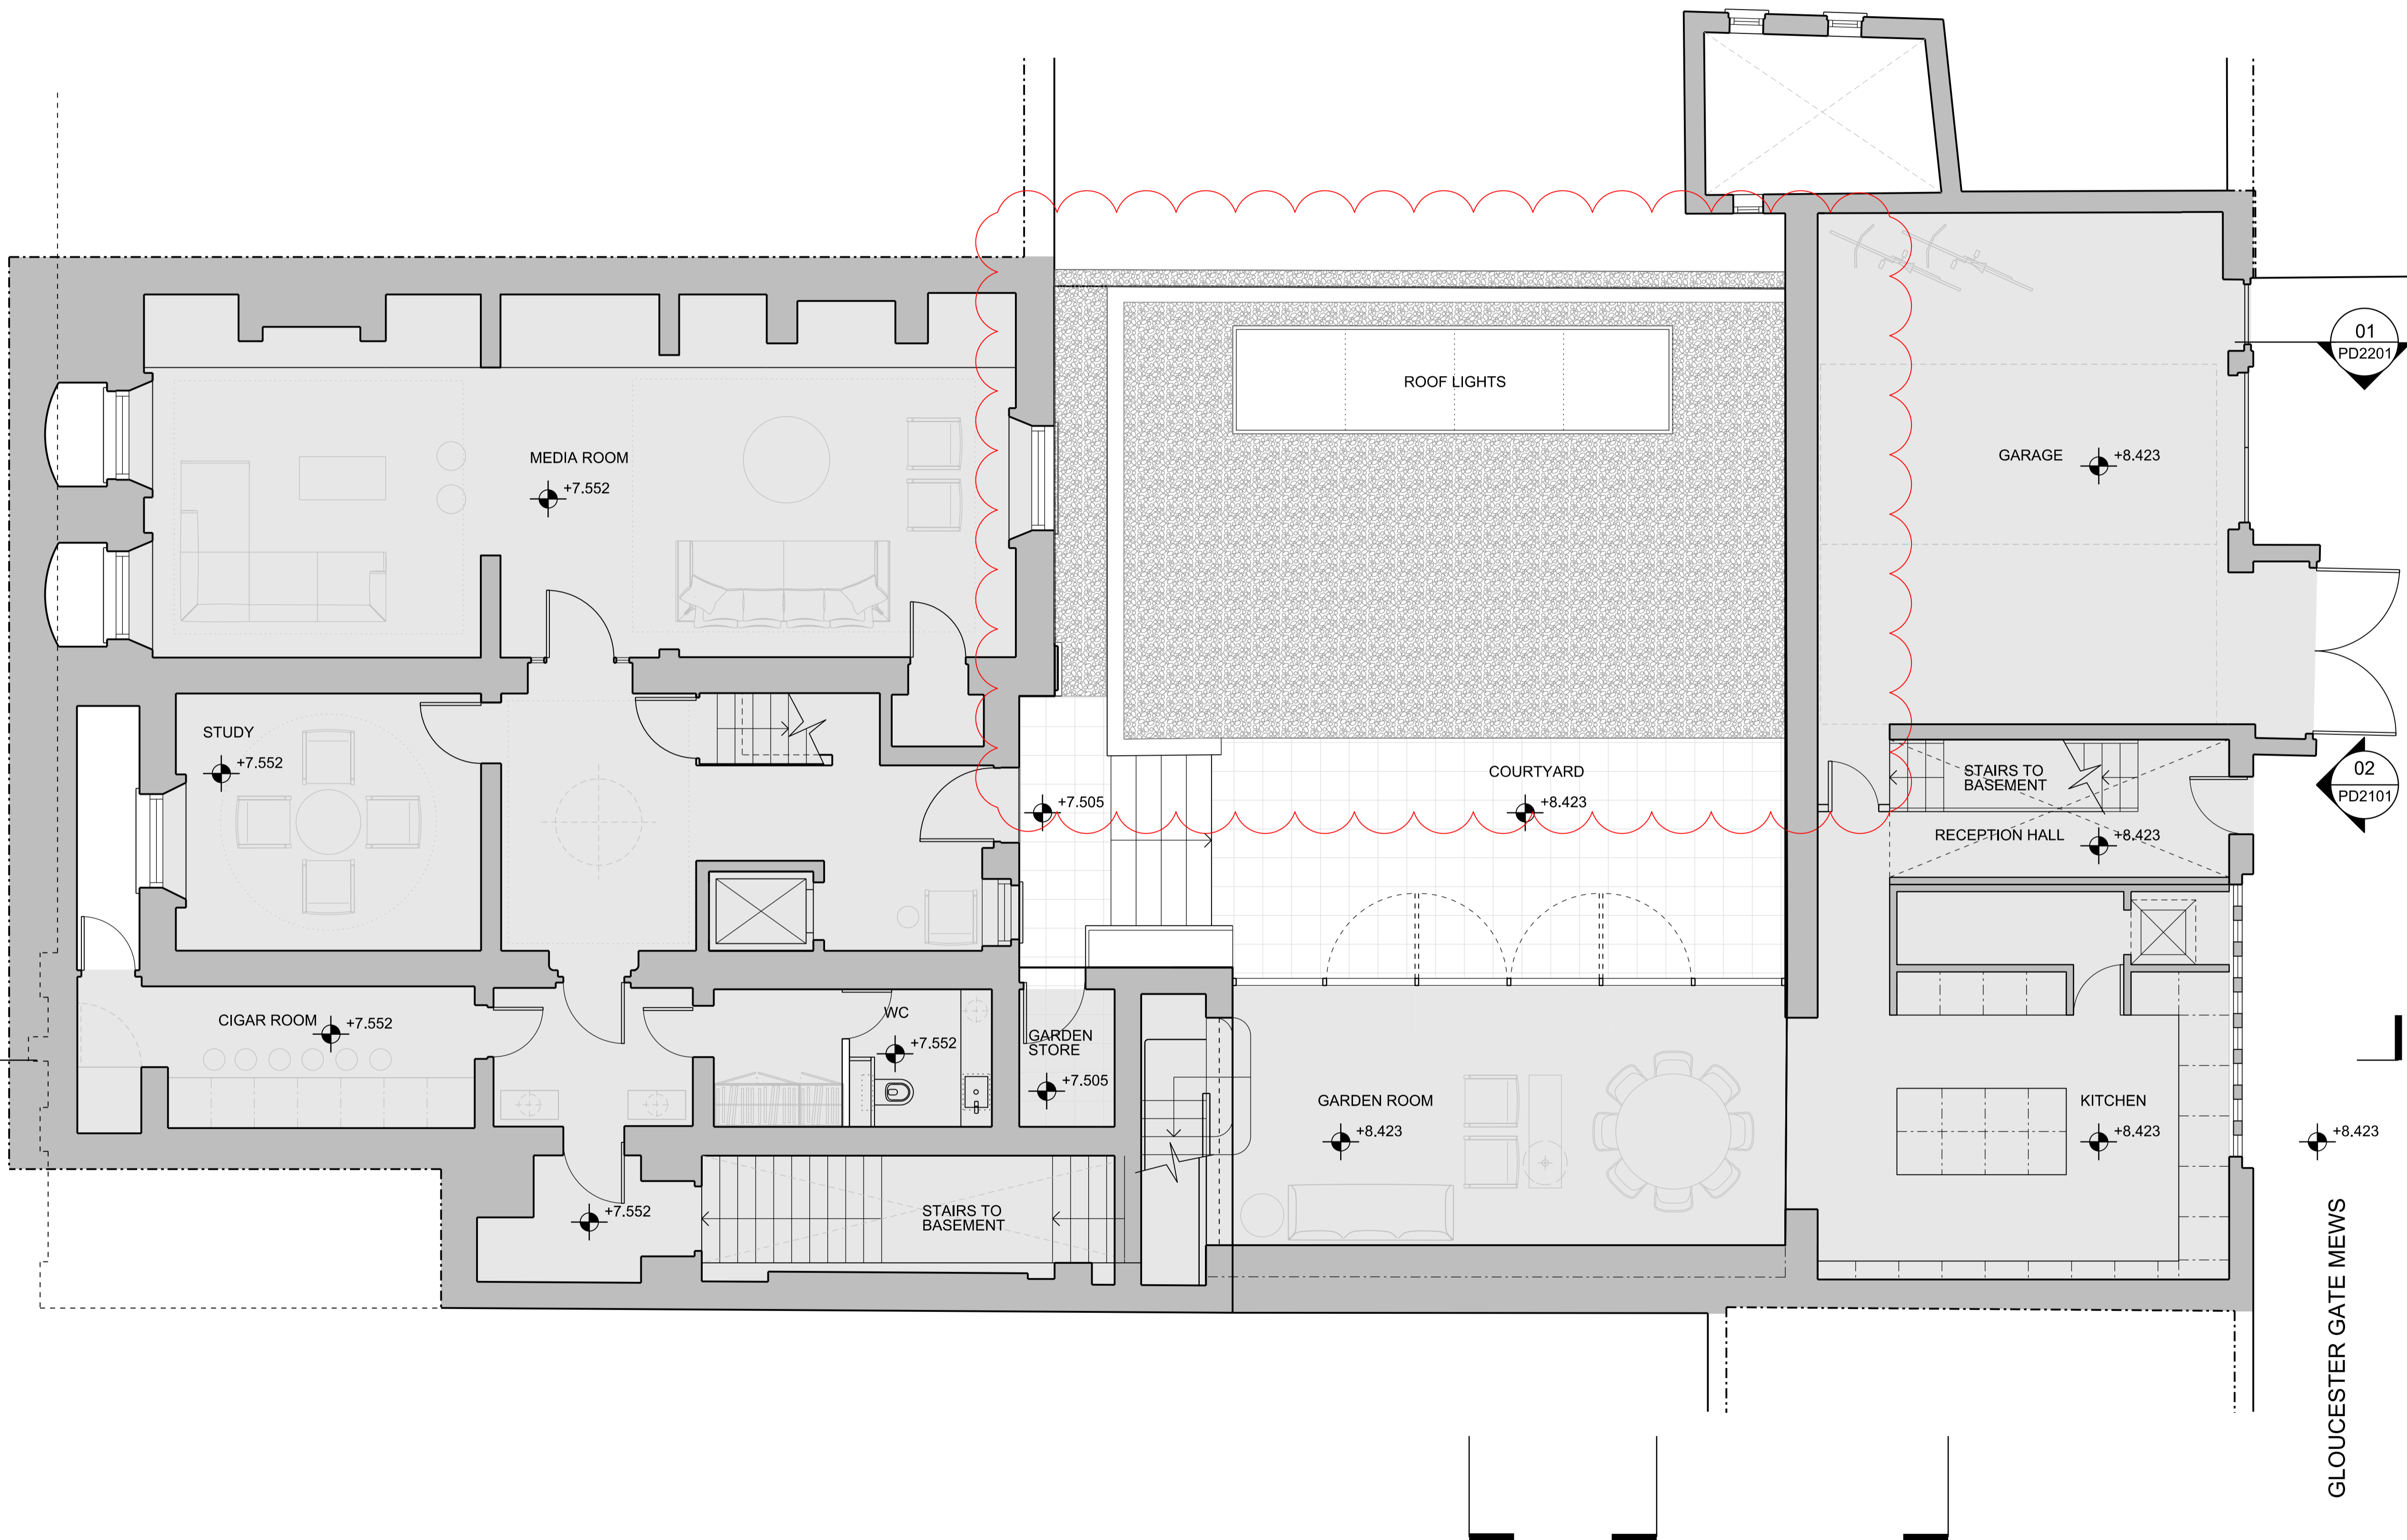 01
PD2201
ROOF LIGHTS
MEDIA ROOM
+7.552
GARAGE
+8.423
STUDY
+7.552
COURTYARD
+8.423
+7.505
STAIRS TO
BASEMENT
RECEPTION HALL
+8.423
02
PD2101
CIGAR ROOM
+7.552
WC
+7.552
GARDEN
STORE
+7.505
GARDEN ROOM
+8.423
KITCHEN
+8.423
+8.423
+7.552
STAIRS TO
BASEMENT
GLOUCESTER GATE MEWS